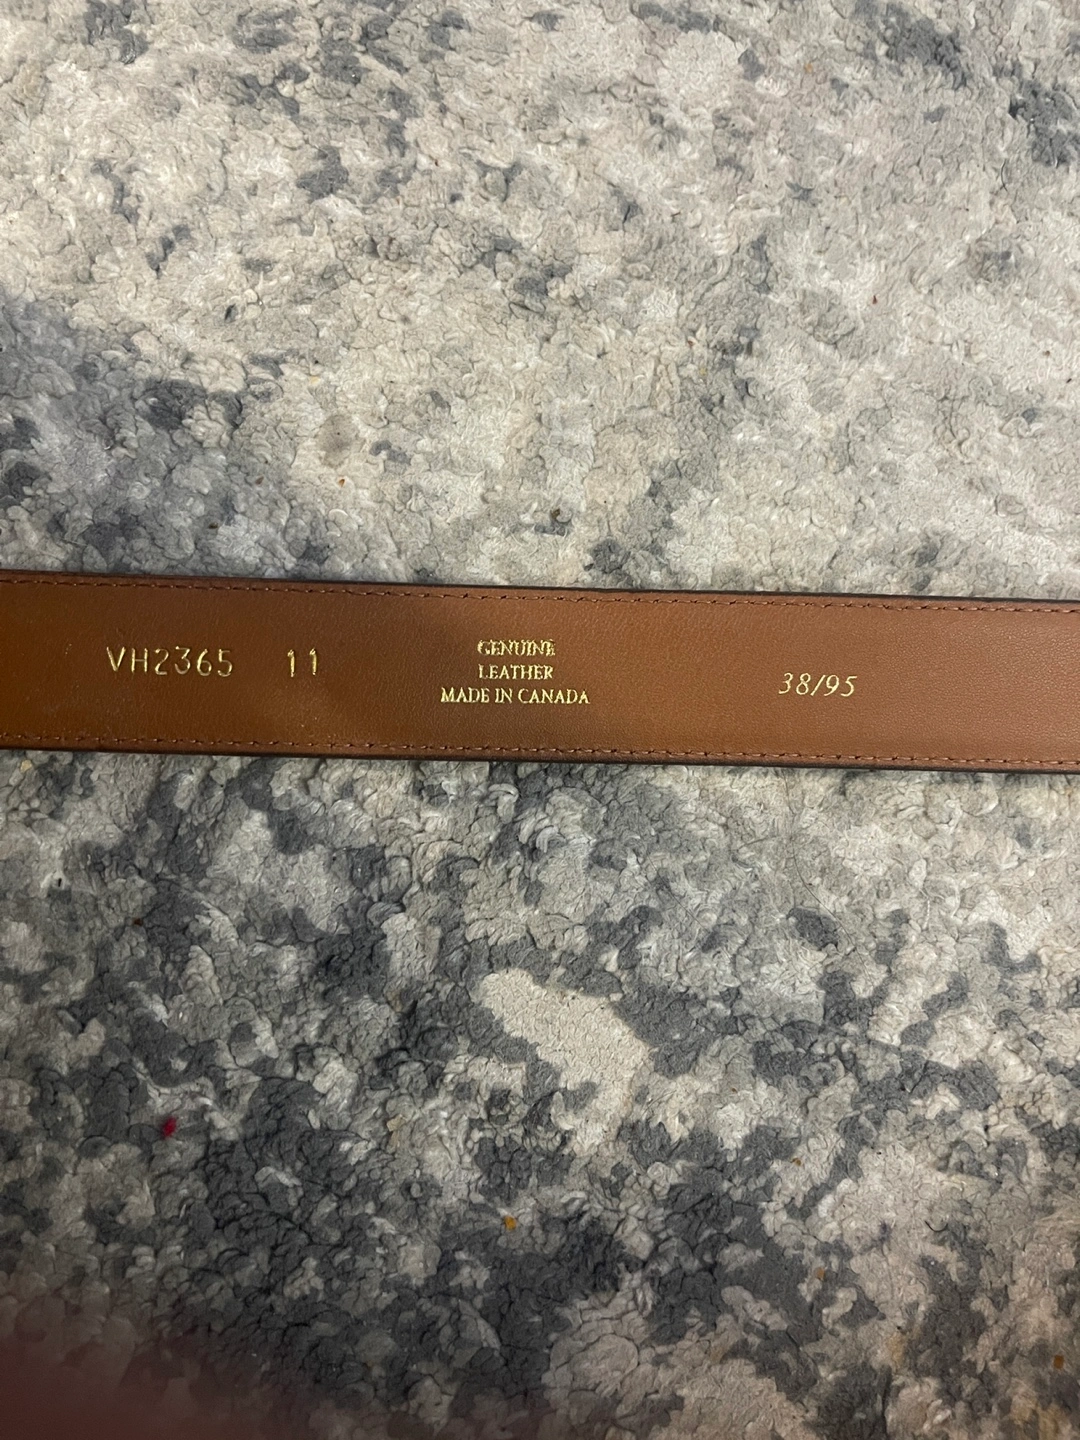 VH2365 11
GENUINE
LEATHER
MADE IN CANADA
38/95